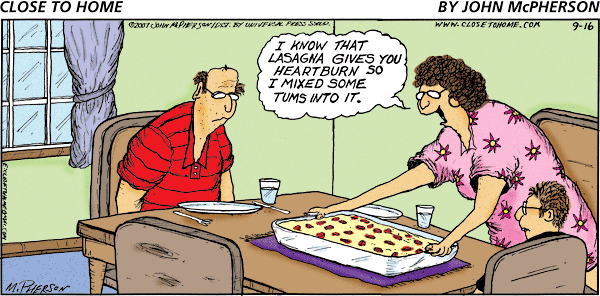 CLOSE TO HOME
BY JOHN McPHERSON
©2007 JOHN McPHERSON/DIST. BY UNIVERSAL PRESS SYND.
WWW.CLOSETOHOME.COM
9-16
I KNOW THAT
LASAGNA GIVES YOU
HEARTBURN SO
I MIXED SOME
TUMS INTO IT.
McPHERSON